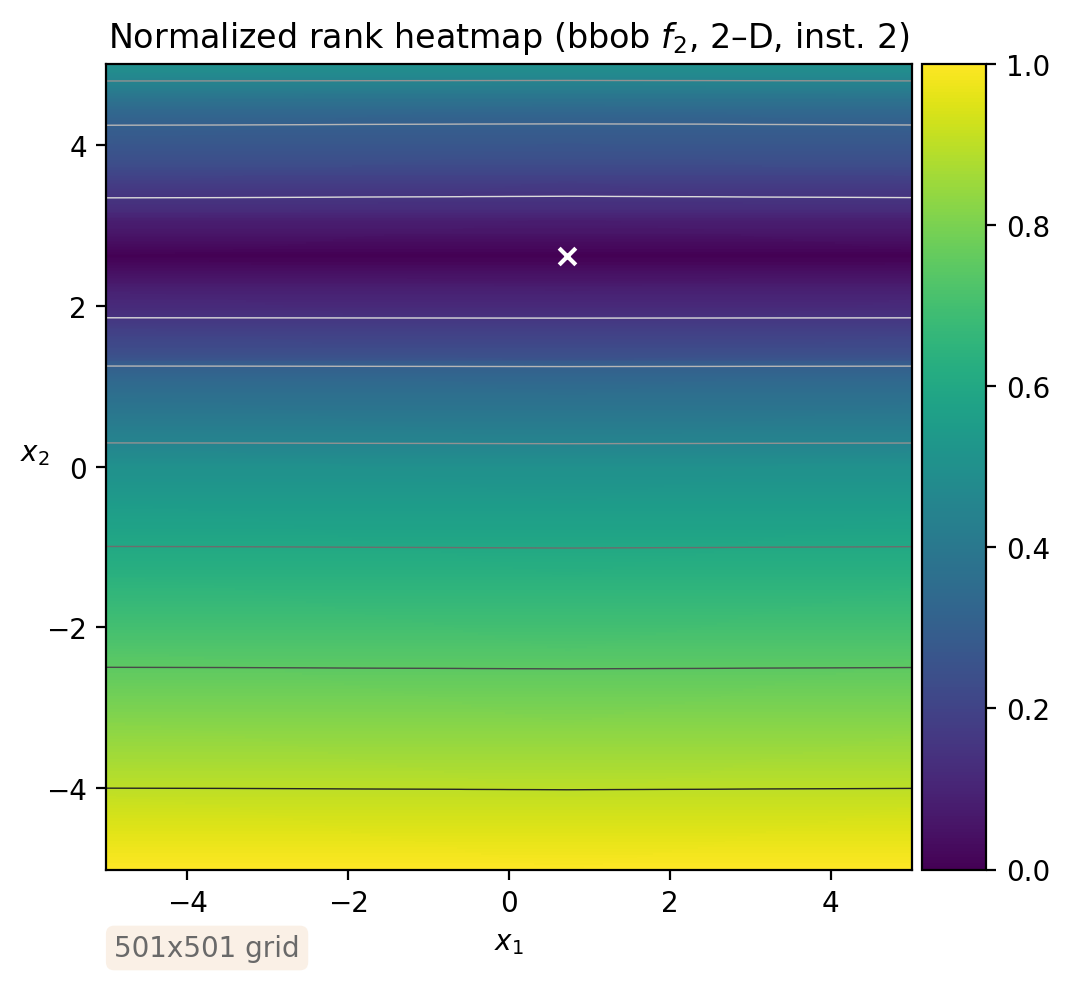 Normalized rank heatmap (bbob f₂, 2–D, inst. 2)
1.0
0.8
0.6
0.4
0.2
0.0
4
2
0
−2
−4
x₂
−4 −2 0 2 4
x₁
501x501 grid